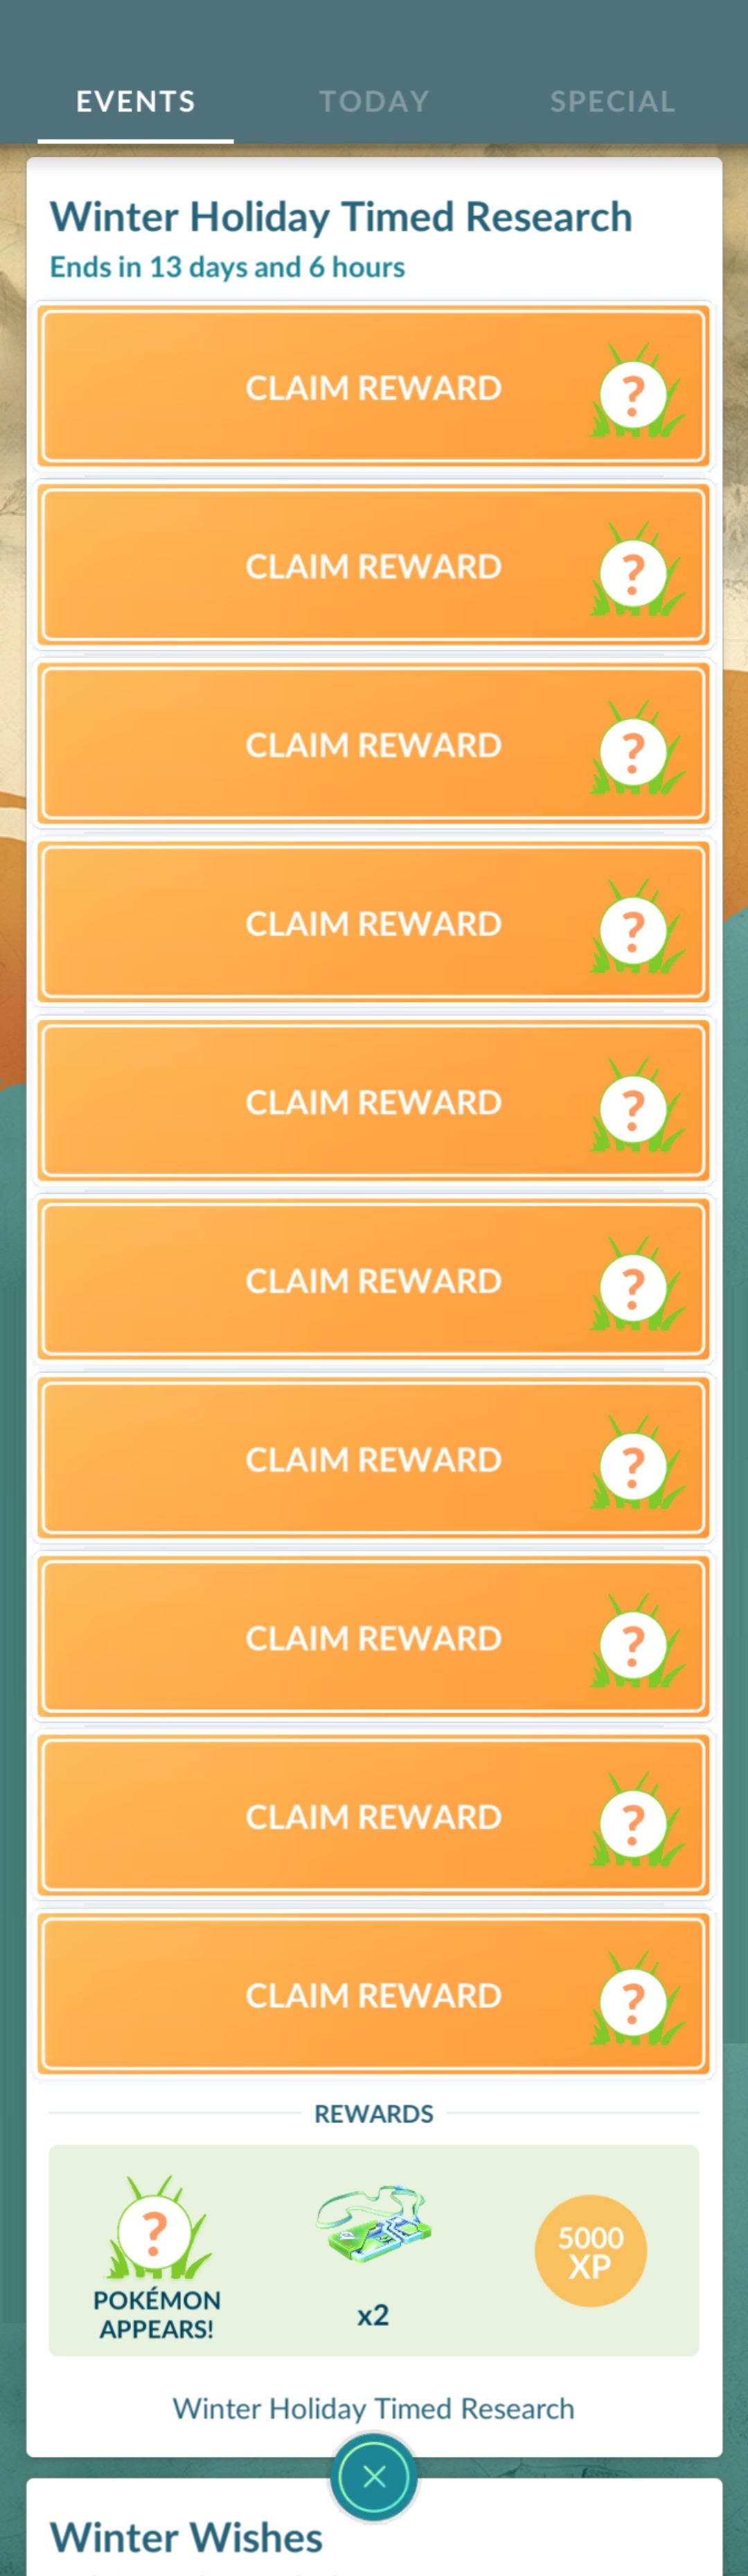 EVENTS
TODAY
SPECIAL
Winter Holiday Timed Research
Ends in 13 days and 6 hours
CLAIM REWARD
?
CLAIM REWARD
?
CLAIM REWARD
?
CLAIM REWARD
?
CLAIM REWARD
?
CLAIM REWARD
?
CLAIM REWARD
?
CLAIM REWARD
?
CLAIM REWARD
?
CLAIM REWARD
?
REWARDS
?
POKÉMON
APPEARS!
x2
5000
XP
Winter Holiday Timed Research
Winter Wishes